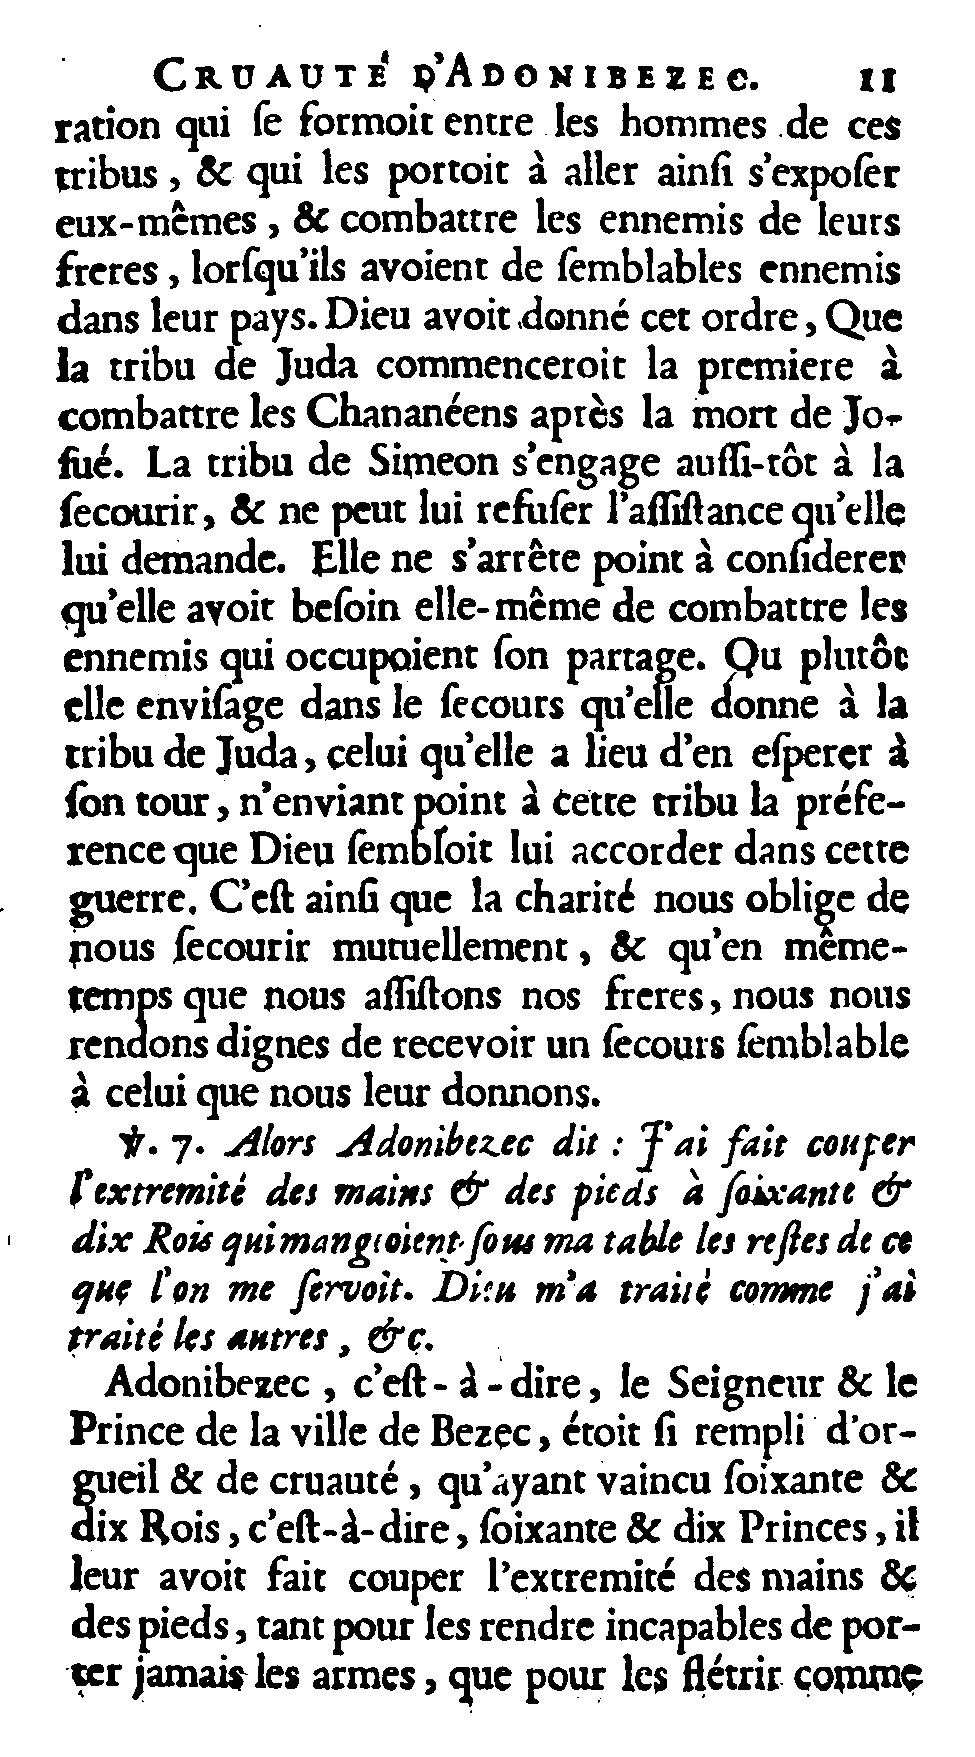 CRUAUTÉ D'ADONIBEZEC. 11
ration qui ſe formoit entre les hommes de ces
tribus, & qui les portoit à aller ainſi s'expoſer
eux-mêmes, & combattre les ennemis de leurs
freres, lorſqu'ils avoient de ſemblables ennemis
dans leur pays. Dieu avoit donné cet ordre, Que
la tribu de Juda commenceroit la premiere à
combattre les Chananéens après la mort de Jo-
ſué. La tribu de Simeon s'engage auſſi-tôt à la
ſecourir, & ne peut lui refuſer l'aſſiſtance qu'elle
lui demande. Elle ne s'arrête point à conſiderer
qu'elle avoit beſoin elle-même de combattre les
ennemis qui occupoient ſon partage. Ou plutôt
elle enviſage dans le ſecours qu'elle donne à la
tribu de Juda, celui qu'elle a lieu d'en eſperer à
ſon tour, n'enviant point à cette tribu la préfe-
rence que Dieu ſembloit lui accorder dans cette
guerre. C'eſt ainſi que la charité nous oblige de
nous ſecourir mutuellement, & qu'en même-
temps que nous aſſiſtons nos freres, nous nous
rendons dignes de recevoir un ſecours ſemblable
à celui que nous leur donnons.
℣. 7. Alors Adonibezec dit : J'ai fait couper
l'extremité des mains & des pieds à ſoixante &
dix Rois qui mangeoient ſous ma table les reſtes de ce
que l'on me ſervoit. Dieu m'a traité comme j'ai
traité les autres, &c.
Adonibezec, c'eſt-à-dire, le Seigneur & le
Prince de la ville de Bezec, étoit ſi rempli d'or-
gueil & de cruauté, qu'ayant vaincu ſoixante &
dix Rois, c'eſt-à-dire, ſoixante & dix Princes, il
leur avoit fait couper l'extremité des mains &
des pieds, tant pour les rendre incapables de por-
ter jamais les armes, que pour les flétrir comme